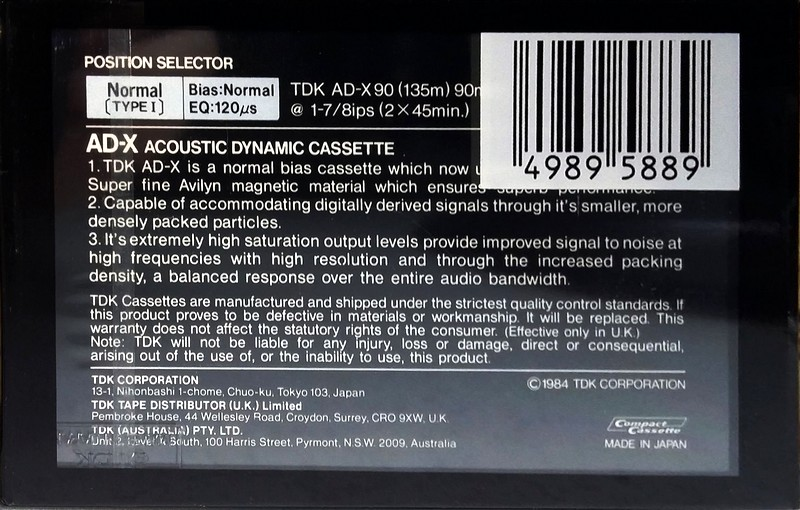 POSITION SELECTOR
Normal
[TYPE I]
Bias:Normal
EQ:120µs
TDK AD-X90 (135m) 90m
@ 1-7/8ips (2×45min.)
4989 5889
AD-X ACOUSTIC DYNAMIC CASSETTE
1. TDK AD-X is a normal bias cassette which now
Super fine Avilyn magnetic material which ensures superb performance.
2. Capable of accommodating digitally derived signals through it's smaller, more
densely packed particles.
3. It's extremely high saturation output levels provide improved signal to noise at
high frequencies with high resolution and through the increased packing
density, a balanced response over the entire audio bandwidth.
TDK Cassettes are manufactured and shipped under the strictest quality control standards. If
this product proves to be defective in materials or workmanship. It will be replaced. This
warranty does not affect the statutory rights of the consumer. (Effective only in U.K.)
Note: TDK will not be liable for any injury, loss or damage, direct or consequential,
arising out of the use of, or the inability to use, this product.
TDK CORPORATION
13-1, Nihonbashi 1-chome, Chuo-ku, Tokyo 103, Japan
TDK TAPE DISTRIBUTOR (U.K.) Limited
Pembroke House, 44 Wellesley Road, Croydon, Surrey, CRO 9XW, U.K.
TDK (AUSTRALIA) PTY. LTD.
Unit 2, South, 100 Harris Street, Pyrmont, N.S.W. 2009, Australia
©1984 TDK CORPORATION
Compact
Cassette
MADE IN JAPAN